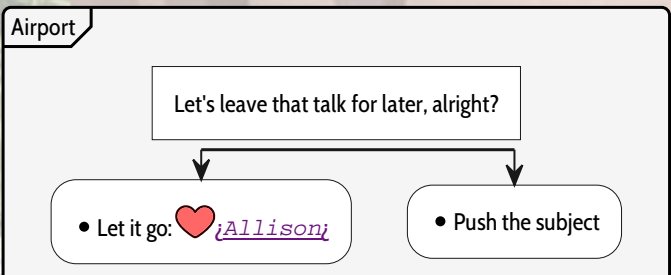 Airport
Let's leave that talk for later, alright?
• Let it go: ¿Allison¿
• Push the subject